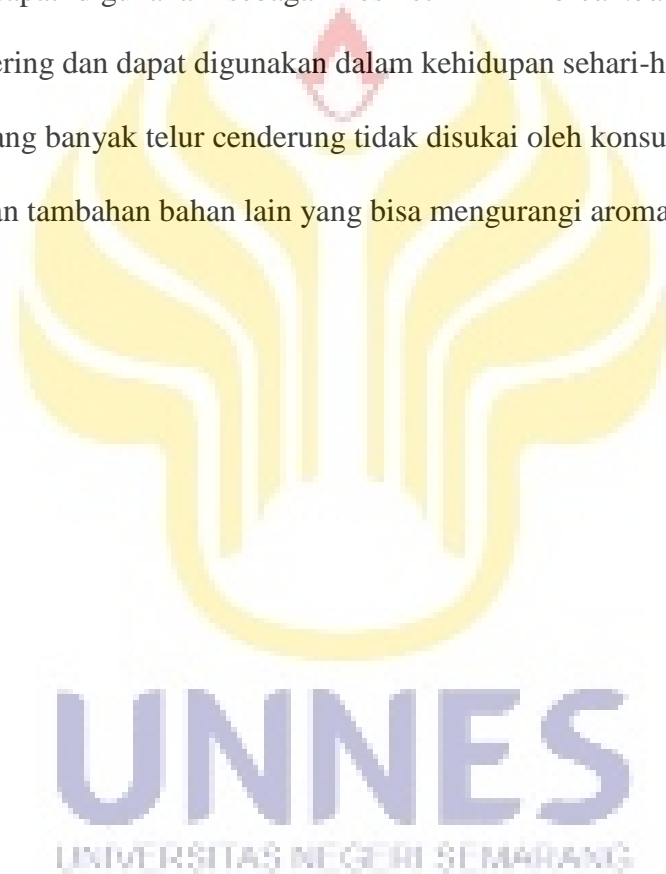 ering dan dapat digunakan dalam kehidupan sehari-h
ang banyak telur cenderung tidak disukai oleh konsu
an tambahan bahan lain yang bisa mengurangi aroma
UNNES
UNIVERSITAS NEGERI SEMARANG